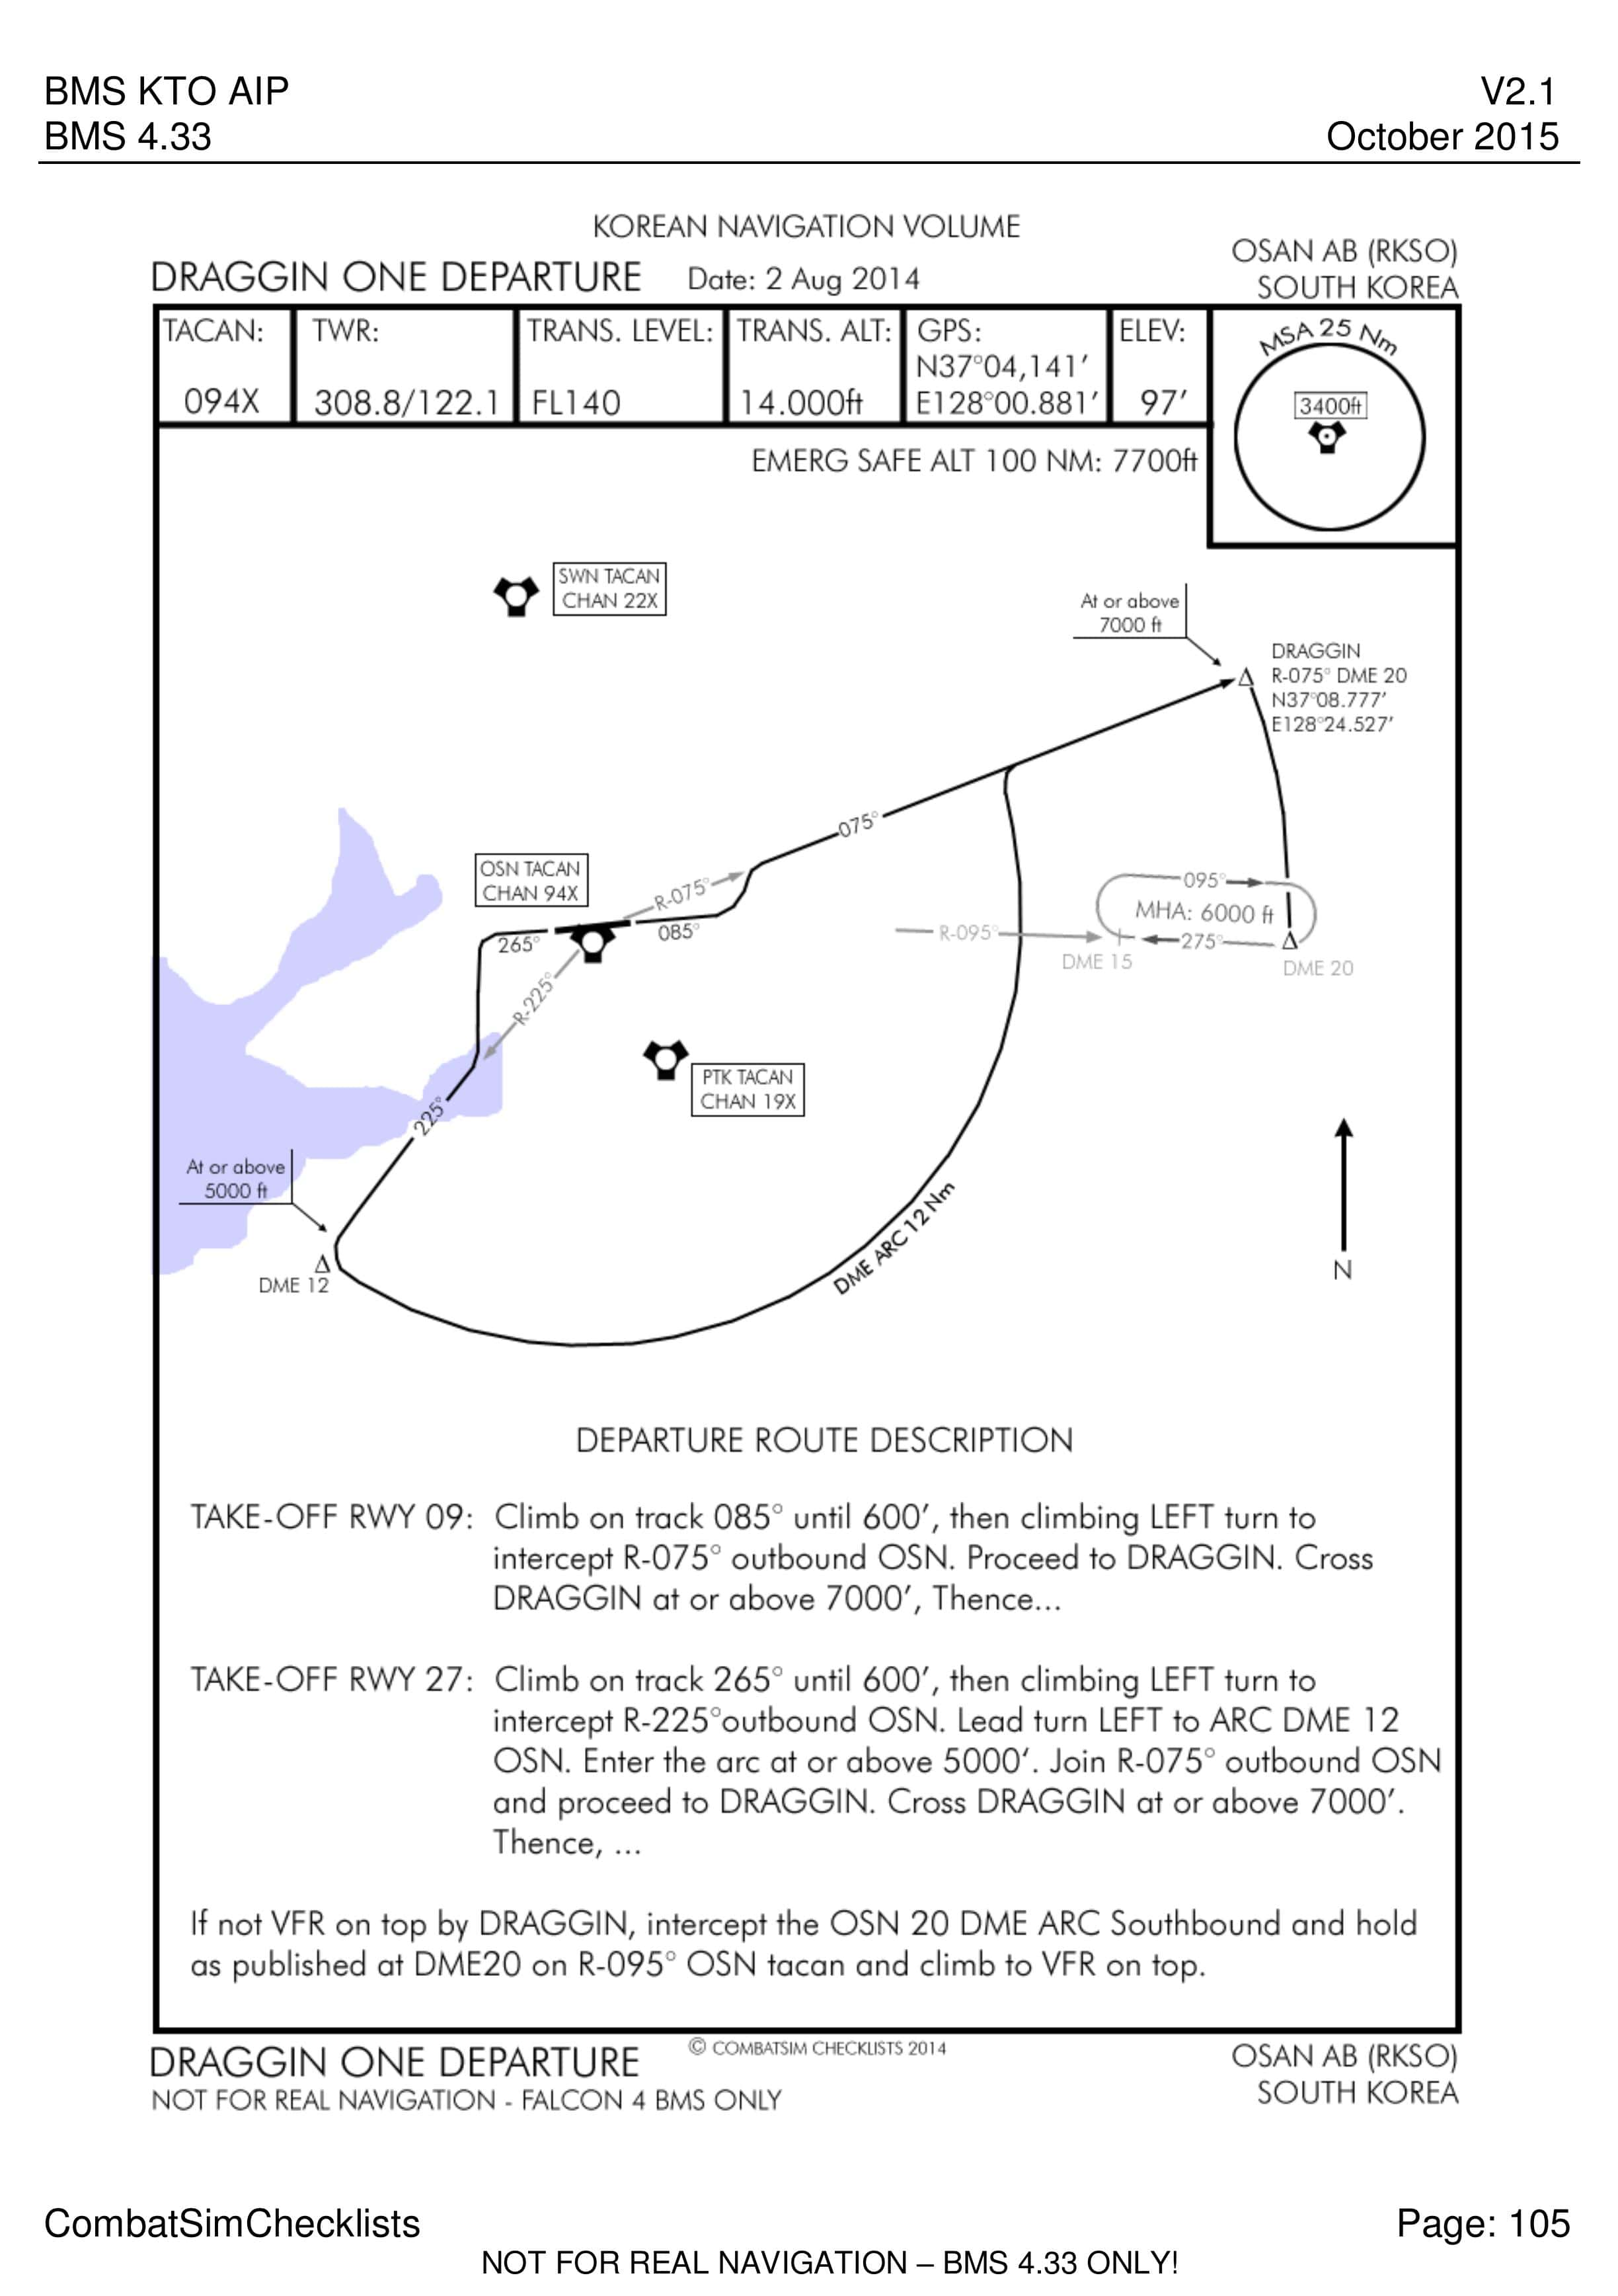 BMS KTO AIP
V2.1
BMS 4.33
October 2015
KOREAN NAVIGATION VOLUME
DRAGGIN ONE DEPARTURE
Date: 2 Aug 2014
OSAN AB (RKSO)
SOUTH KOREA
TACAN:
094X
TWR:
308.8/122.1
TRANS. LEVEL:
FL140
TRANS. ALT:
14.000ft
GPS:
N37°04,141′
E128°00.881′
ELEV:
97′
MSA 25 Nm
3400ft
EMERG SAFE ALT 100 NM: 7700ft
SWN TACAN
CHAN 22X
At or above
7000 ft
DRAGGIN
R-075° DME 20
N37°08.777′
E128°24.527′
075°
OSN TACAN
CHAN 94X
R-075°
085°
265°
R-225°
095°
MHA: 6000 ft
R-095°
275°
DME 15
DME 20
PTK TACAN
CHAN 19X
225°
At or above
5000 ft
DME 12
DME ARC 12 Nm
N
DEPARTURE ROUTE DESCRIPTION
TAKE-OFF RWY 09: Climb on track 085° until 600′, then climbing LEFT turn to
intercept R-075° outbound OSN. Proceed to DRAGGIN. Cross
DRAGGIN at or above 7000′, Thence...
TAKE-OFF RWY 27: Climb on track 265° until 600′, then climbing LEFT turn to
intercept R-225°outbound OSN. Lead turn LEFT to ARC DME 12
OSN. Enter the arc at or above 5000‘. Join R-075° outbound OSN
and proceed to DRAGGIN. Cross DRAGGIN at or above 7000′.
Thence, ...
If not VFR on top by DRAGGIN, intercept the OSN 20 DME ARC Southbound and hold
as published at DME20 on R-095° OSN tacan and climb to VFR on top.
DRAGGIN ONE DEPARTURE
© COMBATSIM CHECKLISTS 2014
OSAN AB (RKSO)
NOT FOR REAL NAVIGATION - FALCON 4 BMS ONLY
SOUTH KOREA
CombatSimChecklists
Page: 105
NOT FOR REAL NAVIGATION – BMS 4.33 ONLY!